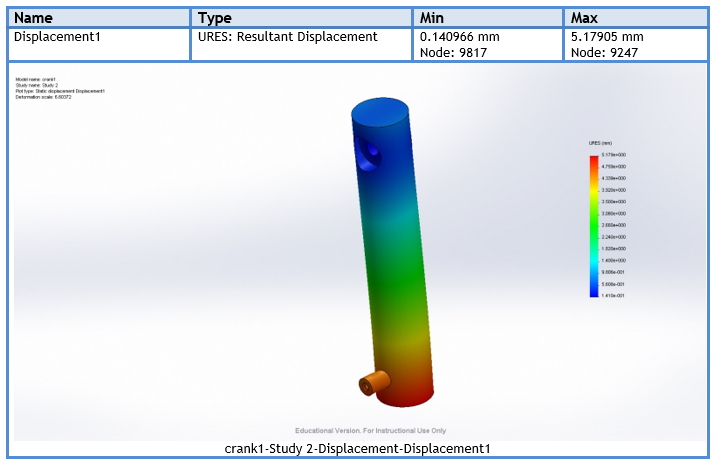 Name Type Min Max
Displacement1 URES: Resultant Displacement 0.140966 mm 5.17905 mm
Node: 9817 Node: 9247
Model name: crank1
Study name: Study 2
Plot type: Static displacement Displacement1
Deformation scale: 6.60372
URES (mm)
5.179e+000
4.759e+000
4.339e+000
3.920e+000
3.500e+000
3.080e+000
2.660e+000
2.240e+000
1.820e+000
1.400e+000
9.806e-001
5.608e-001
1.410e-001
Educational Version. For Instructional Use Only
crank1-Study 2-Displacement-Displacement1